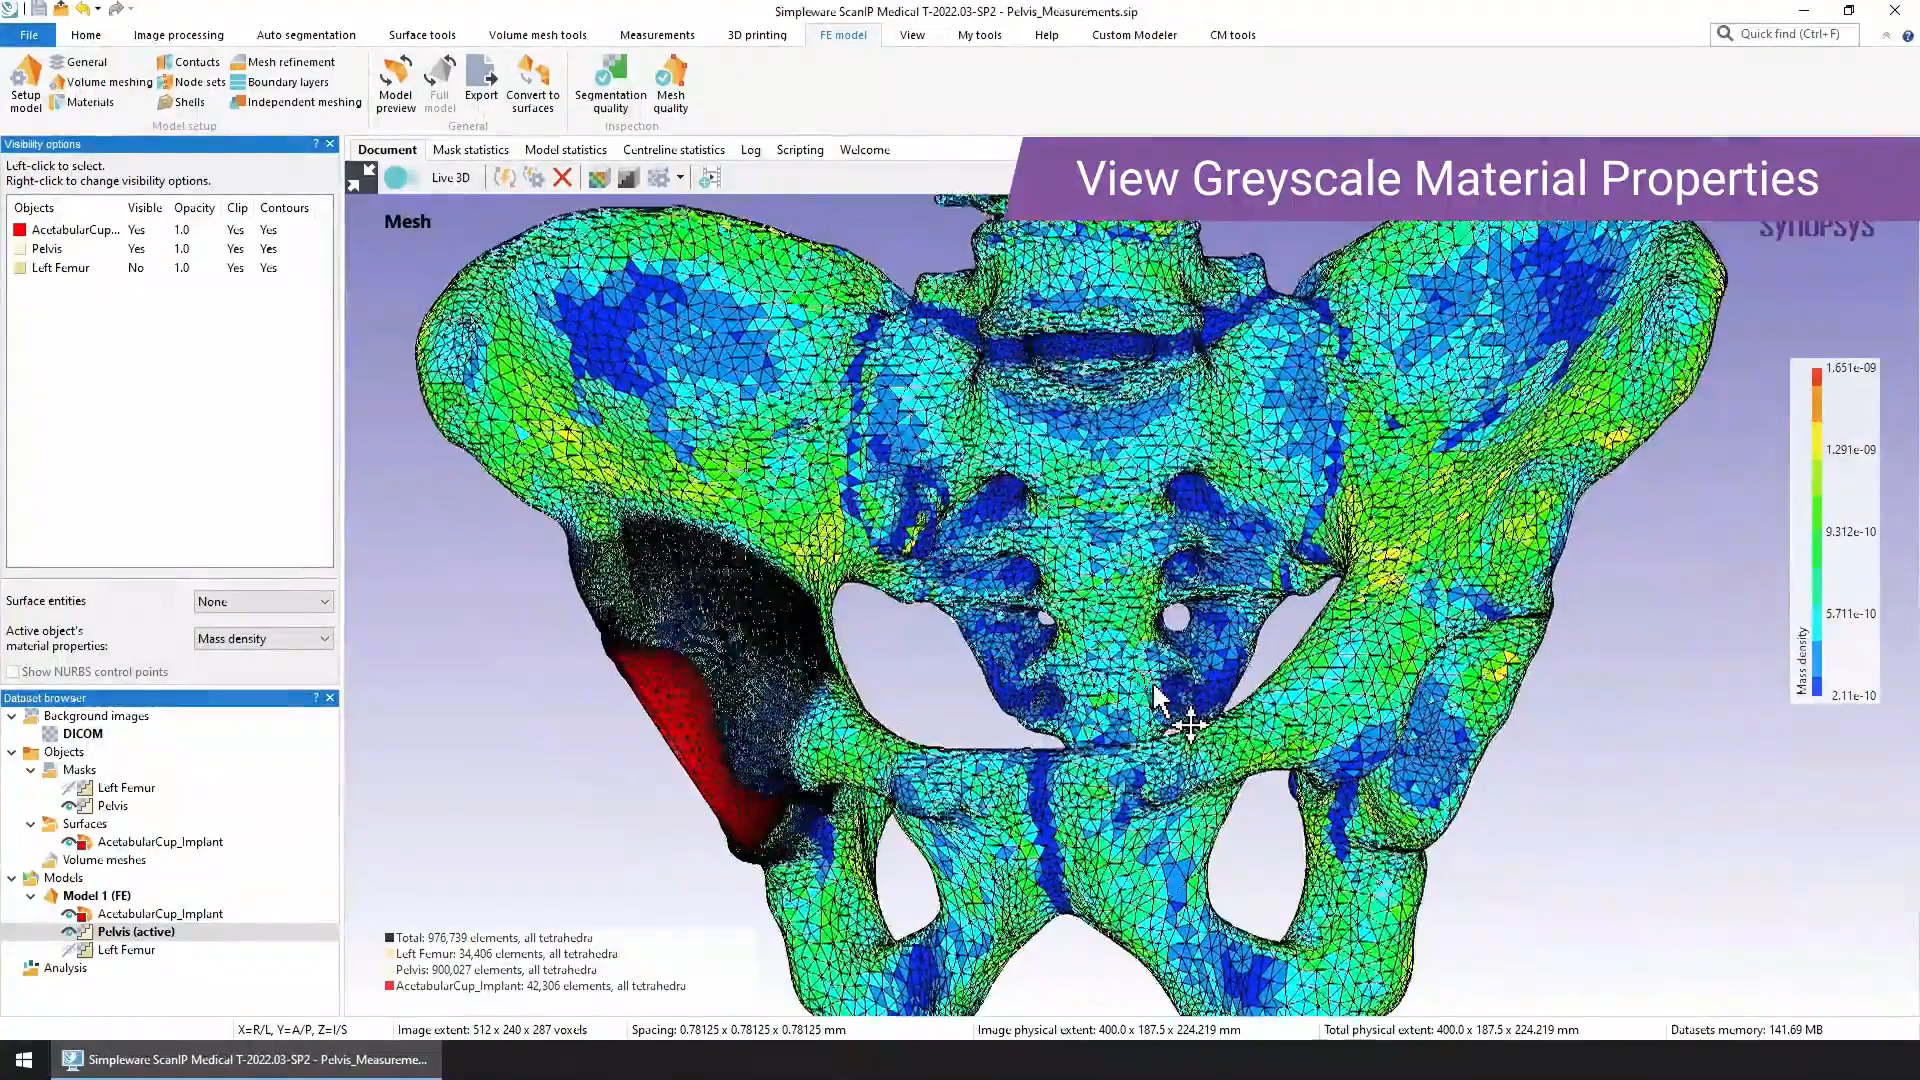 Simpleware ScanIP Medical T-2022.03-SP2 - Pelvis_Measurements.sip
File Home Image processing Auto segmentation Surface tools Volume mesh tools Measurements 3D printing FE model View My tools Help Custom Modeler CM tools Quick find (Ctrl+F)
Setup model
General
Volume meshing
Materials
Contacts
Node sets
Shells
Mesh refinement
Boundary layers
Independent meshing
Model setup
Model preview
Full model
Export
Convert to surfaces
General
Segmentation quality
Mesh quality
Inspection
Visibility options
Left-click to select.
Right-click to change visibility options.
Objects Visible Opacity Clip Contours
AcetabularCup... Yes 1.0 Yes Yes
Pelvis Yes 1.0 Yes Yes
Left Femur No 1.0 Yes Yes
Surface entities None
Active object's material properties: Mass density
Show NURBS control points
Dataset browser
Background images
DICOM
Objects
Masks
Left Femur
Pelvis
Surfaces
AcetabularCup_Implant
Volume meshes
Models
Model 1 (FE)
AcetabularCup_Implant
Pelvis (active)
Left Femur
Analysis
Document Mask statistics Model statistics Centreline statistics Log Scripting Welcome
Live 3D
View Greyscale Material Properties
Mesh
synopsys
1.651e-09
1.291e-09
9.312e-10
5.711e-10
2.11e-10
Mass density
Total: 976,739 elements, all tetrahedra
Left Femur: 34,406 elements, all tetrahedra
Pelvis: 900,027 elements, all tetrahedra
AcetabularCup_Implant: 42,306 elements, all tetrahedra
X=R/L, Y=A/P, Z=I/S Image extent: 512 x 240 x 287 voxels Spacing: 0.78125 x 0.78125 x 0.78125 mm Image physical extent: 400.0 x 187.5 x 224.219 mm Total physical extent: 400.0 x 187.5 x 224.219 mm Datasets memory: 141.69 MB
Simpleware ScanIP Medical T-2022.03-SP2 - Pelvis_Measureme...